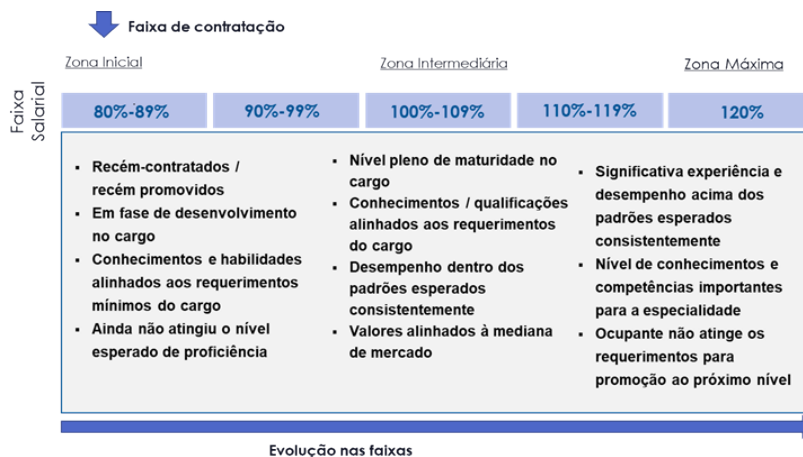 Faixa de contratação
Zona Inicial
Zona Intermediária
Zona Máxima
Faixa
Salarial
80%-89%
90%-99%
100%-109%
110%-119%
120%
▪ Recém-contratados /
recém promovidos
▪ Em fase de desenvolvimento
no cargo
▪ Conhecimentos e habilidades
alinhados aos requerimentos
mínimos do cargo
▪ Ainda não atingiu o nível
esperado de proficiência
▪ Nível pleno de maturidade no
cargo
▪ Conhecimentos / qualificações
alinhados aos requerimentos
do cargo
▪ Desempenho dentro dos
padrões esperados
consistentemente
▪ Valores alinhados à mediana
de mercado
▪ Significativa experiência e
desempenho acima dos
padrões esperados
consistentemente
▪ Nível de conhecimentos e
competências importantes
para a especialidade
▪ Ocupante não atinge os
requerimentos para
promoção ao próximo nível
Evolução nas faixas